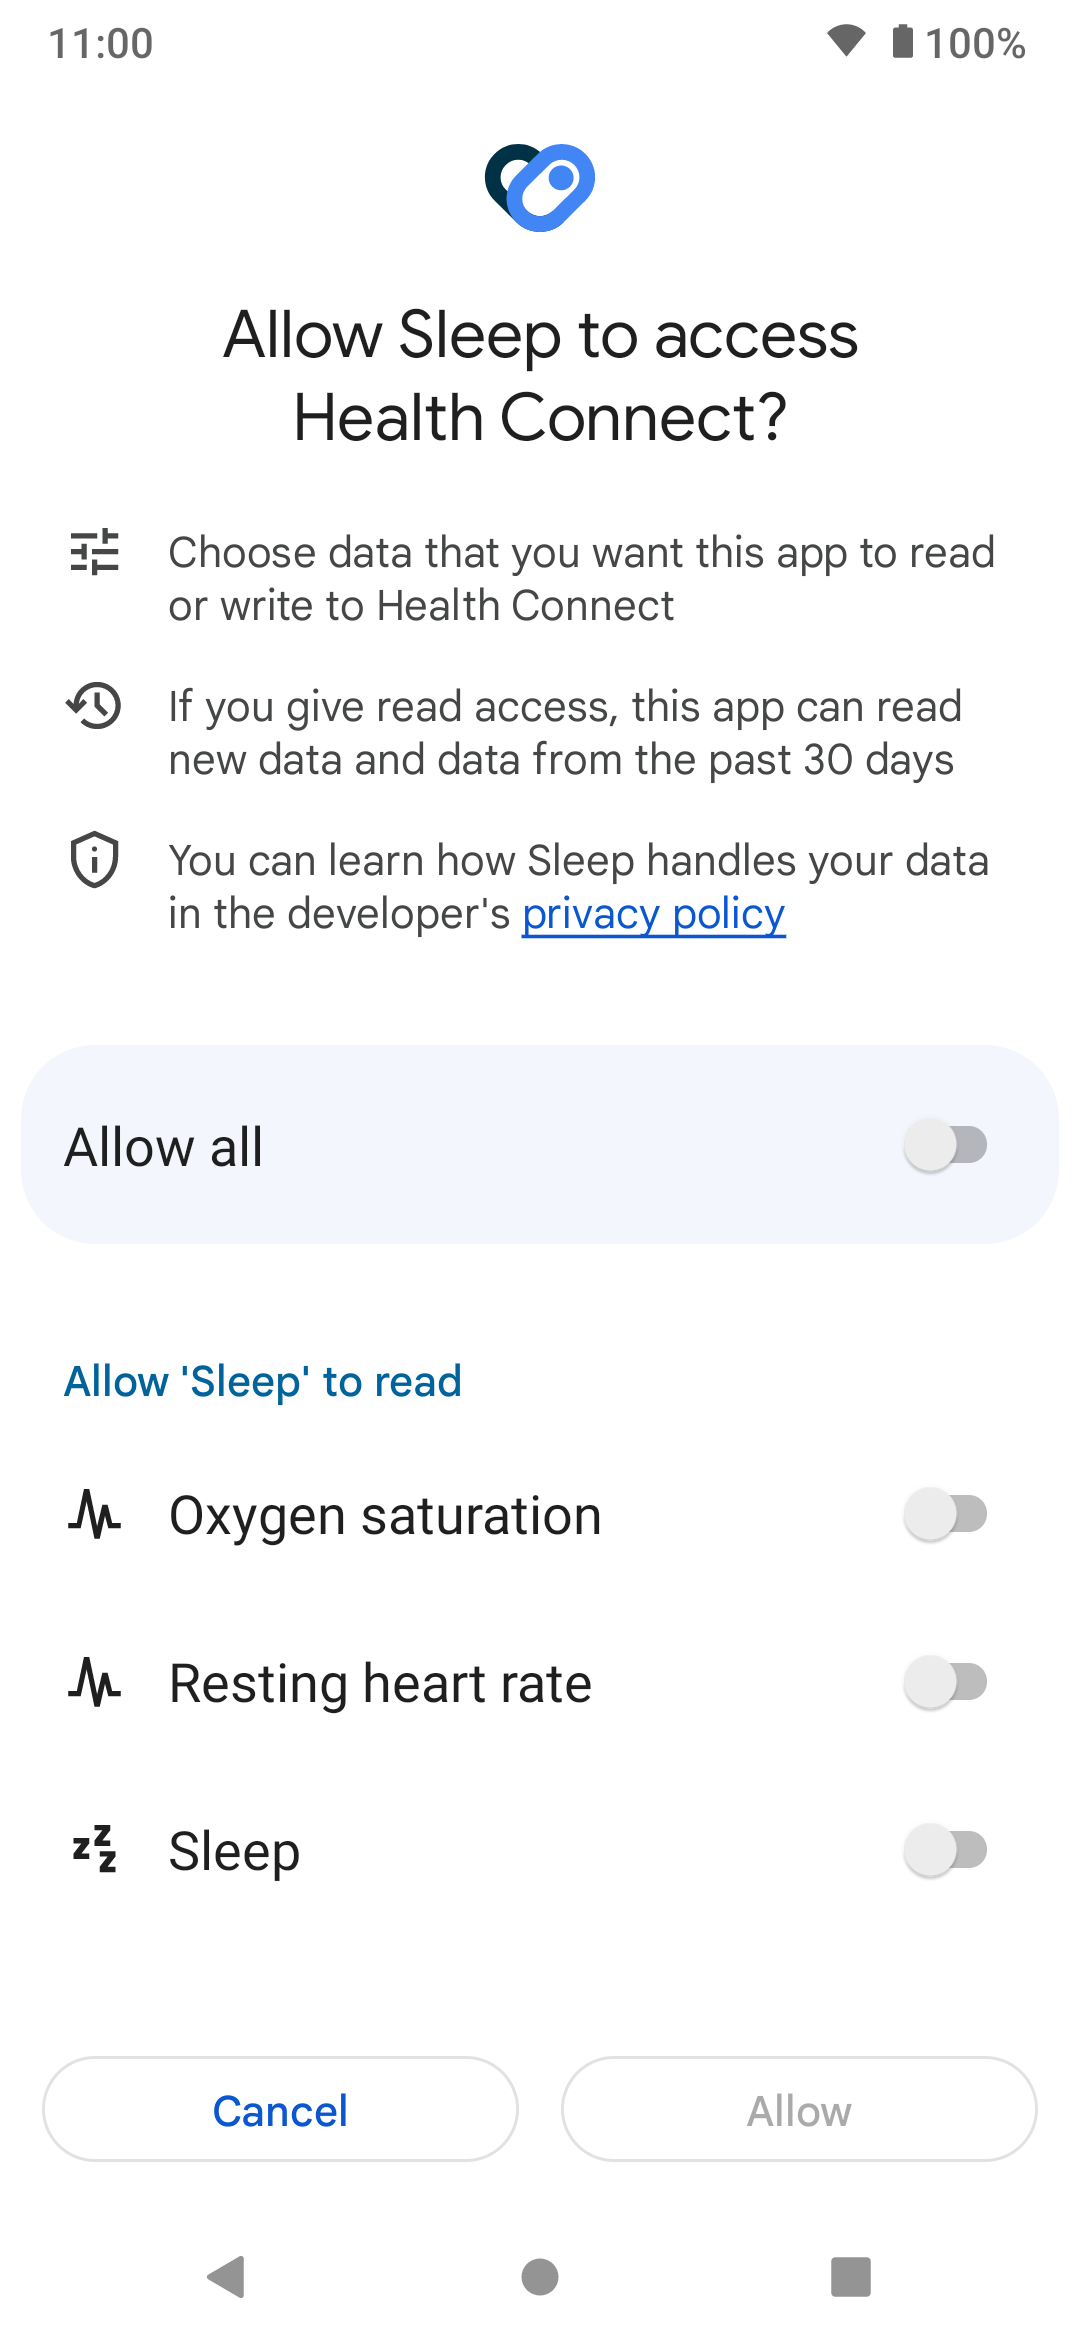 11:00
100%
Allow Sleep to access
Health Connect?
Choose data that you want this app to read
or write to Health Connect
If you give read access, this app can read
new data and data from the past 30 days
You can learn how Sleep handles your data
in the developer's privacy policy
Allow all
Allow 'Sleep' to read
Oxygen saturation
Resting heart rate
Sleep
Cancel
Allow